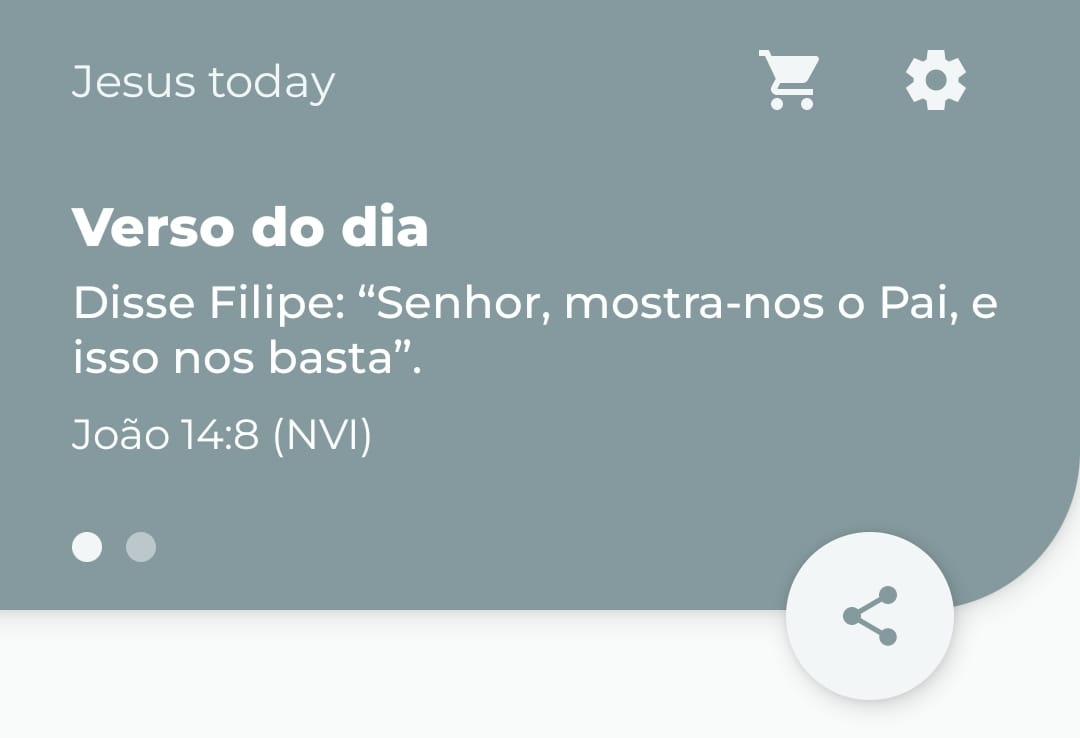 Jesus today
Verso do dia
Disse Filipe: “Senhor, mostra-nos o Pai, e
isso nos basta”.
João 14:8 (NVI)